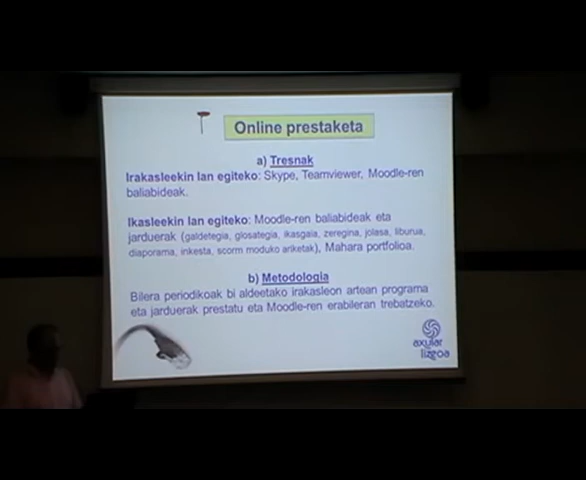 Online prestaketa
a) Tresnak
Irakasleekin lan egiteko: Skype, Teamviewer, Moodle-ren
baliabideak.
Ikasleekin lan egiteko: Moodle-ren baliabideak eta
jarduerak (galdetegia, glosategia, ikasgaia, zeregina, jolasa, liburua,
diaporama, inkesta, scorm moduko ariketak), Mahara portfolioa.
b) Metodologia
Bilera periodikoak bi aldeetako irakasleon artean programa
eta jarduerak prestatu eta Moodle-ren erabileran trebatzeko.
axular
lizeoa